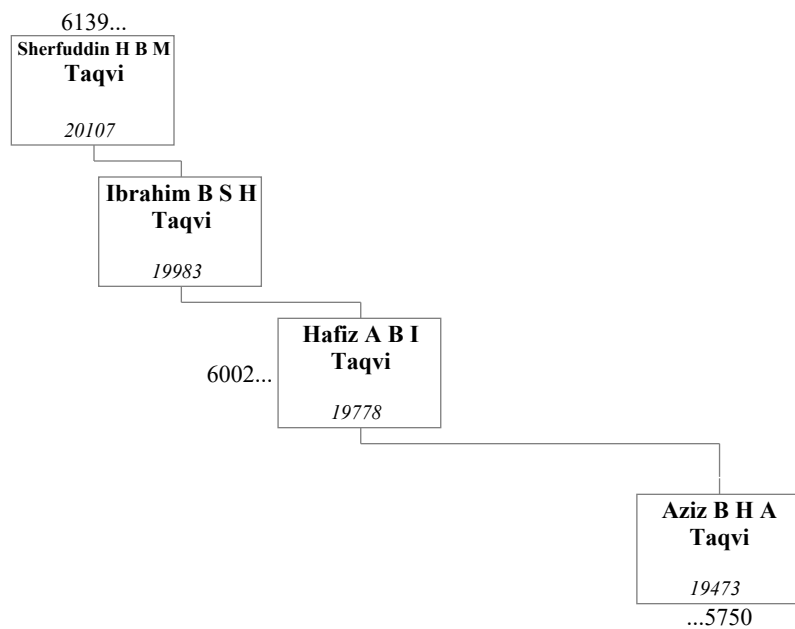 6139...
Sherfuddin H B M
Taqvi
20107
Ibrahim B S H
Taqvi
19983
Hafiz A B I
Taqvi
6002...
19778
Aziz B H A
Taqvi
19473
...5750